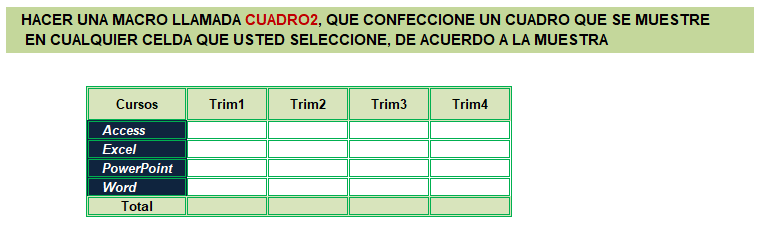 HACER UNA MACRO LLAMADA CUADRO2, QUE CONFECCIONE UN CUADRO QUE SE MUESTRE
EN CUALQUIER CELDA QUE USTED SELECCIONE, DE ACUERDO A LA MUESTRA
Cursos Trim1 Trim2 Trim3 Trim4
Access
Excel
PowerPoint
Word
Total